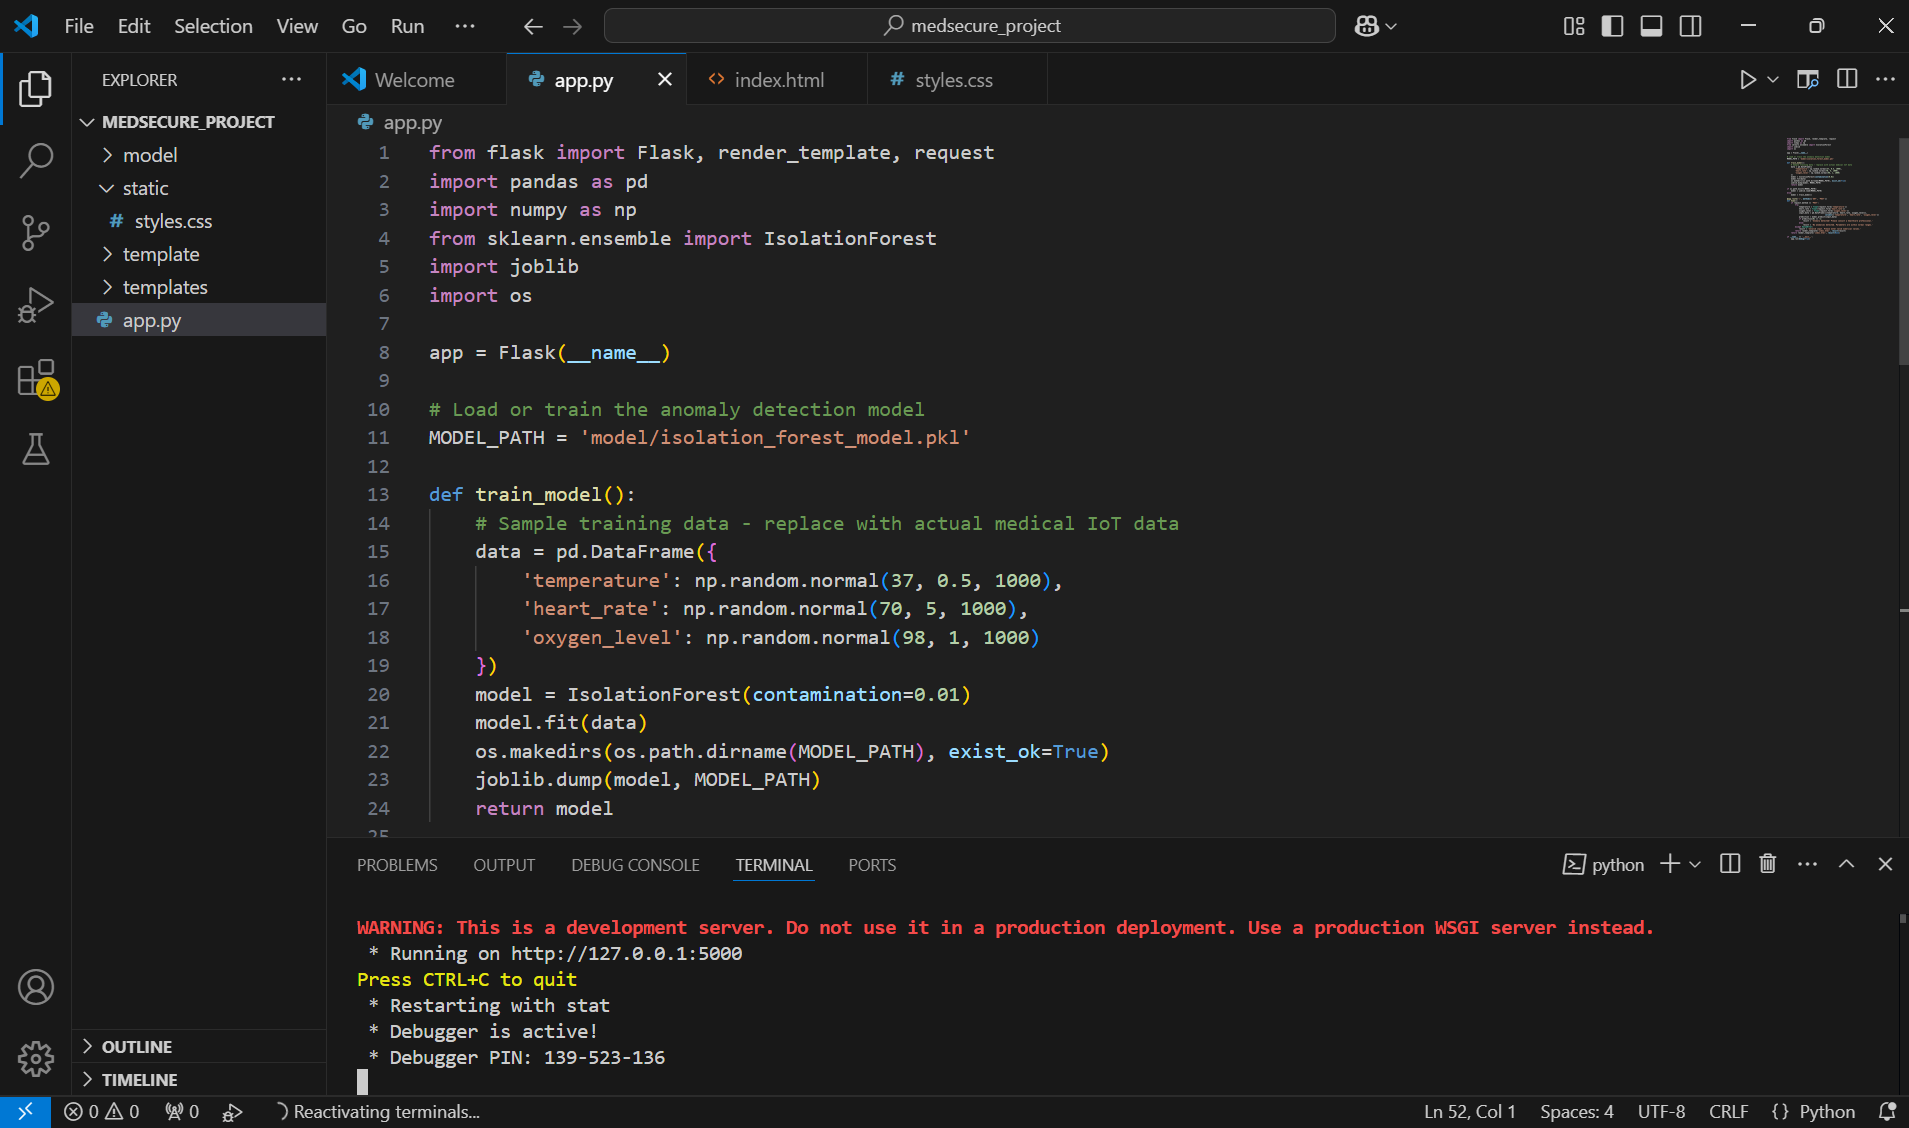 File Edit Selection View Go Run ··· medsecure_project
EXPLORER ···
Welcome app.py index.html styles.css
MEDSECURE_PROJECT
model
static
# styles.css
template
templates
app.py
app.py
1 from flask import Flask, render_template, request
2 import pandas as pd
3 import numpy as np
4 from sklearn.ensemble import IsolationForest
5 import joblib
6 import os
7
8 app = Flask(__name__)
9
10 # Load or train the anomaly detection model
11 MODEL_PATH = 'model/isolation_forest_model.pkl'
12
13 def train_model():
14 # Sample training data - replace with actual medical IoT data
15 data = pd.DataFrame({
16 'temperature': np.random.normal(37, 0.5, 1000),
17 'heart_rate': np.random.normal(70, 5, 1000),
18 'oxygen_level': np.random.normal(98, 1, 1000)
19 })
20 model = IsolationForest(contamination=0.01)
21 model.fit(data)
22 os.makedirs(os.path.dirname(MODEL_PATH), exist_ok=True)
23 joblib.dump(model, MODEL_PATH)
24 return model
25
PROBLEMS OUTPUT DEBUG CONSOLE TERMINAL PORTS python
WARNING: This is a development server. Do not use it in a production deployment. Use a production WSGI server instead.
* Running on http://127.0.0.1:5000
Press CTRL+C to quit
* Restarting with stat
* Debugger is active!
* Debugger PIN: 139-523-136
OUTLINE
TIMELINE
0 0 0 Reactivating terminals... Ln 52, Col 1 Spaces: 4 UTF-8 CRLF {} Python